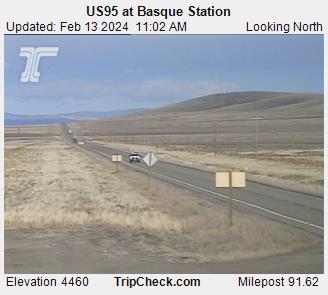 US95 at Basque Station
Updated: Feb 13 2024 11:02 AM Looking North
Elevation 4460 TripCheck.com Milepost 91.62